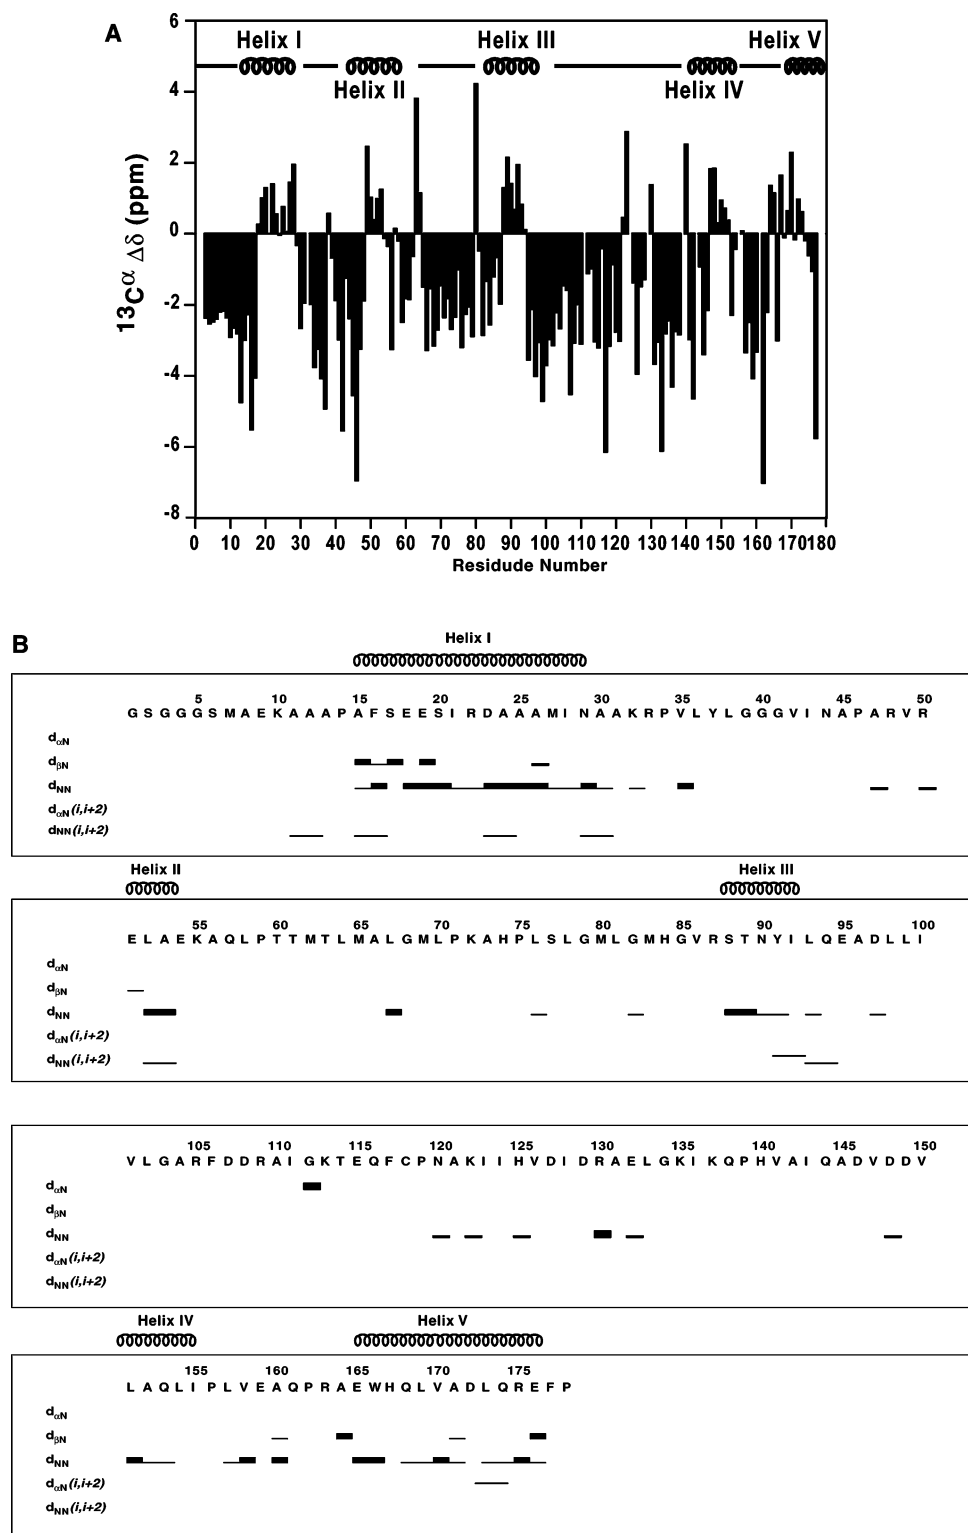 A
6
4
2
0
-2
-4
-6
-8
13Cα Δδ (ppm)
Helix I
Helix II
Helix III
Helix IV
Helix V
0 10 20 30 40 50 60 70 80 90 100 110 120 130 140 150 160 170 180
Residude Number
B
Helix I
5 10 15 20 25 30 35 40 45 50
G S G G G S M A E K A A A P A F S E E S I R D A A A M I N A A K R P V L Y L G G G V I N A P A R V R
dαN
dβN
dNN
dαN(i,i+2)
dNN(i,i+2)
Helix II Helix III
55 60 65 70 75 80 85 90 95 100
E L A E K A Q L P T T M T L M A L G M L P K A H P L S L G M L G M H G V R S T N Y I L Q E A D L L I
dαN
dβN
dNN
dαN(i,i+2)
dNN(i,i+2)
105 110 115 120 125 130 135 140 145 150
V L G A R F D D R A I G K T E Q F C P N A K I I H V D I D R A E L G K I K Q P H V A I Q A D V D D V
dαN
dβN
dNN
dαN(i,i+2)
dNN(i,i+2)
Helix IV Helix V
155 160 165 170 175
L A Q L I P L V E A Q P R A E W H Q L V A D L Q R E F P
dαN
dβN
dNN
dαN(i,i+2)
dNN(i,i+2)